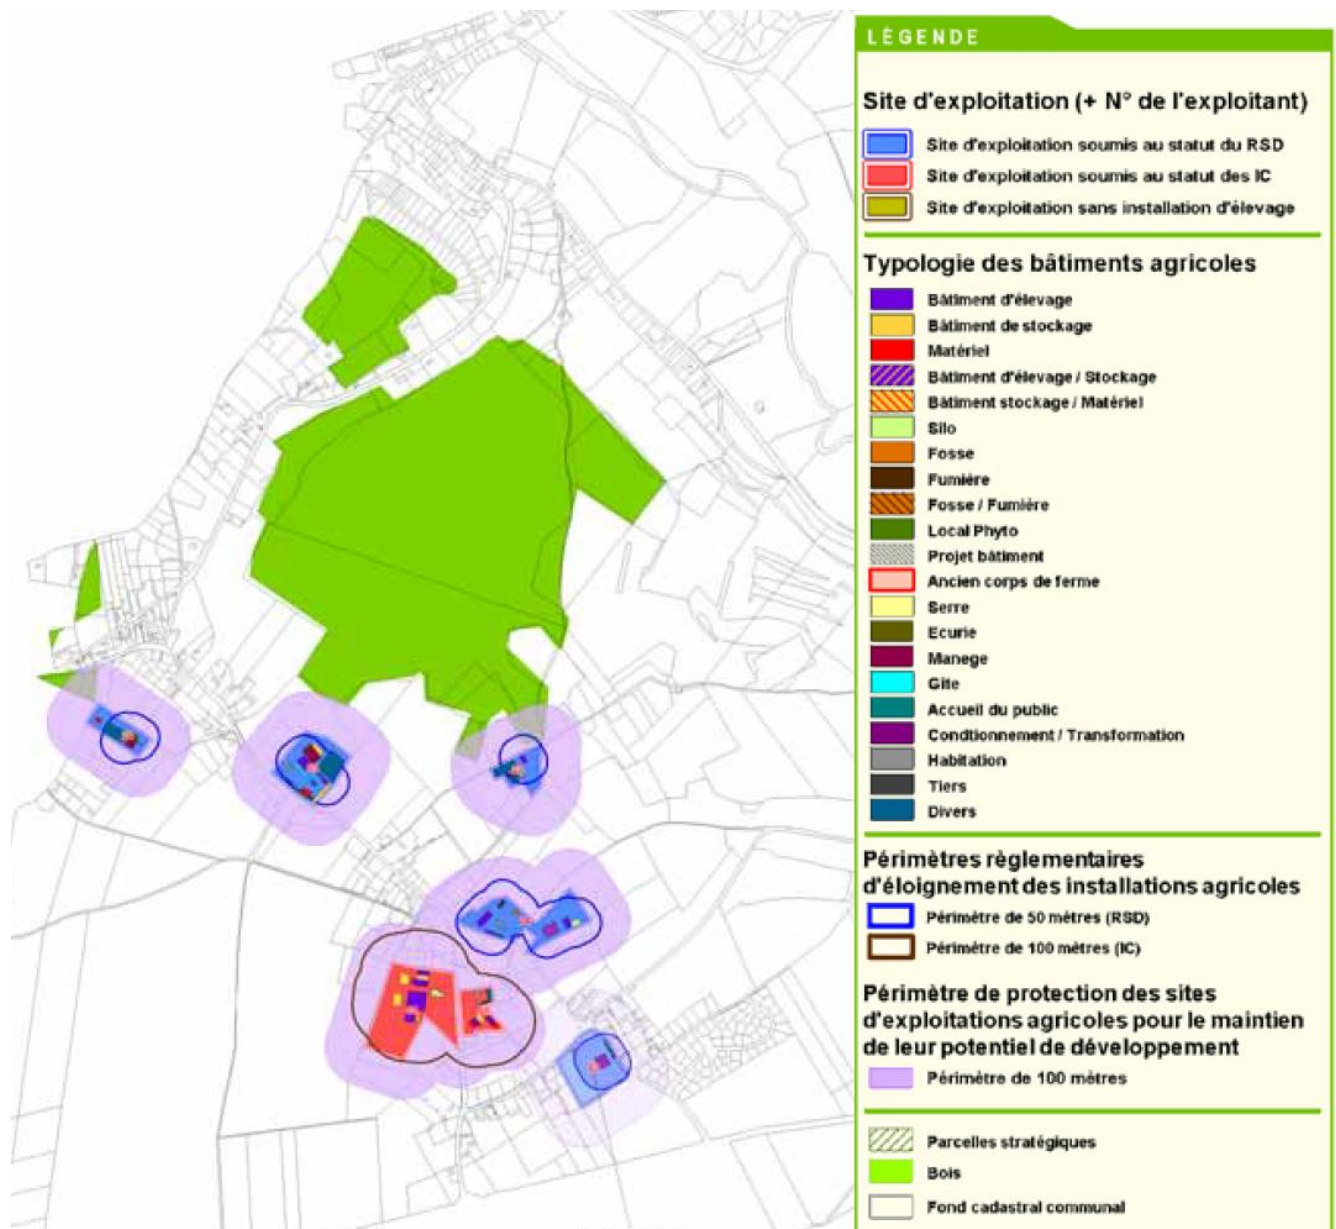 LÉGENDE
Site d'exploitation (+ N° de l'exploitant)
Site d'exploitation soumis au statut du RSD
Site d'exploitation soumis au statut des IC
Site d'exploitation sans installation d'élevage
Typologie des bâtiments agricoles
Bâtiment d'élevage
Bâtiment de stockage
Matériel
Bâtiment d'élevage / Stockage
Bâtiment stockage / Matériel
Silo
Fosse
Fumière
Fosse / Fumière
Local Phyto
Projet bâtiment
Ancien corps de ferme
Serre
Ecurie
Manege
Gîte
Accueil du public
Condtionnement / Transformation
Habitation
Tiers
Divers
Périmètres règlementaires
d'éloignement des installations agricoles
Périmètre de 50 mètres (RSD)
Périmètre de 100 mètres (IC)
Périmètre de protection des sites
d'exploitations agricoles pour le maintien
de leur potentiel de développement
Périmètre de 100 mètres
Parcelles stratégiques
Bois
Fond cadastral communal